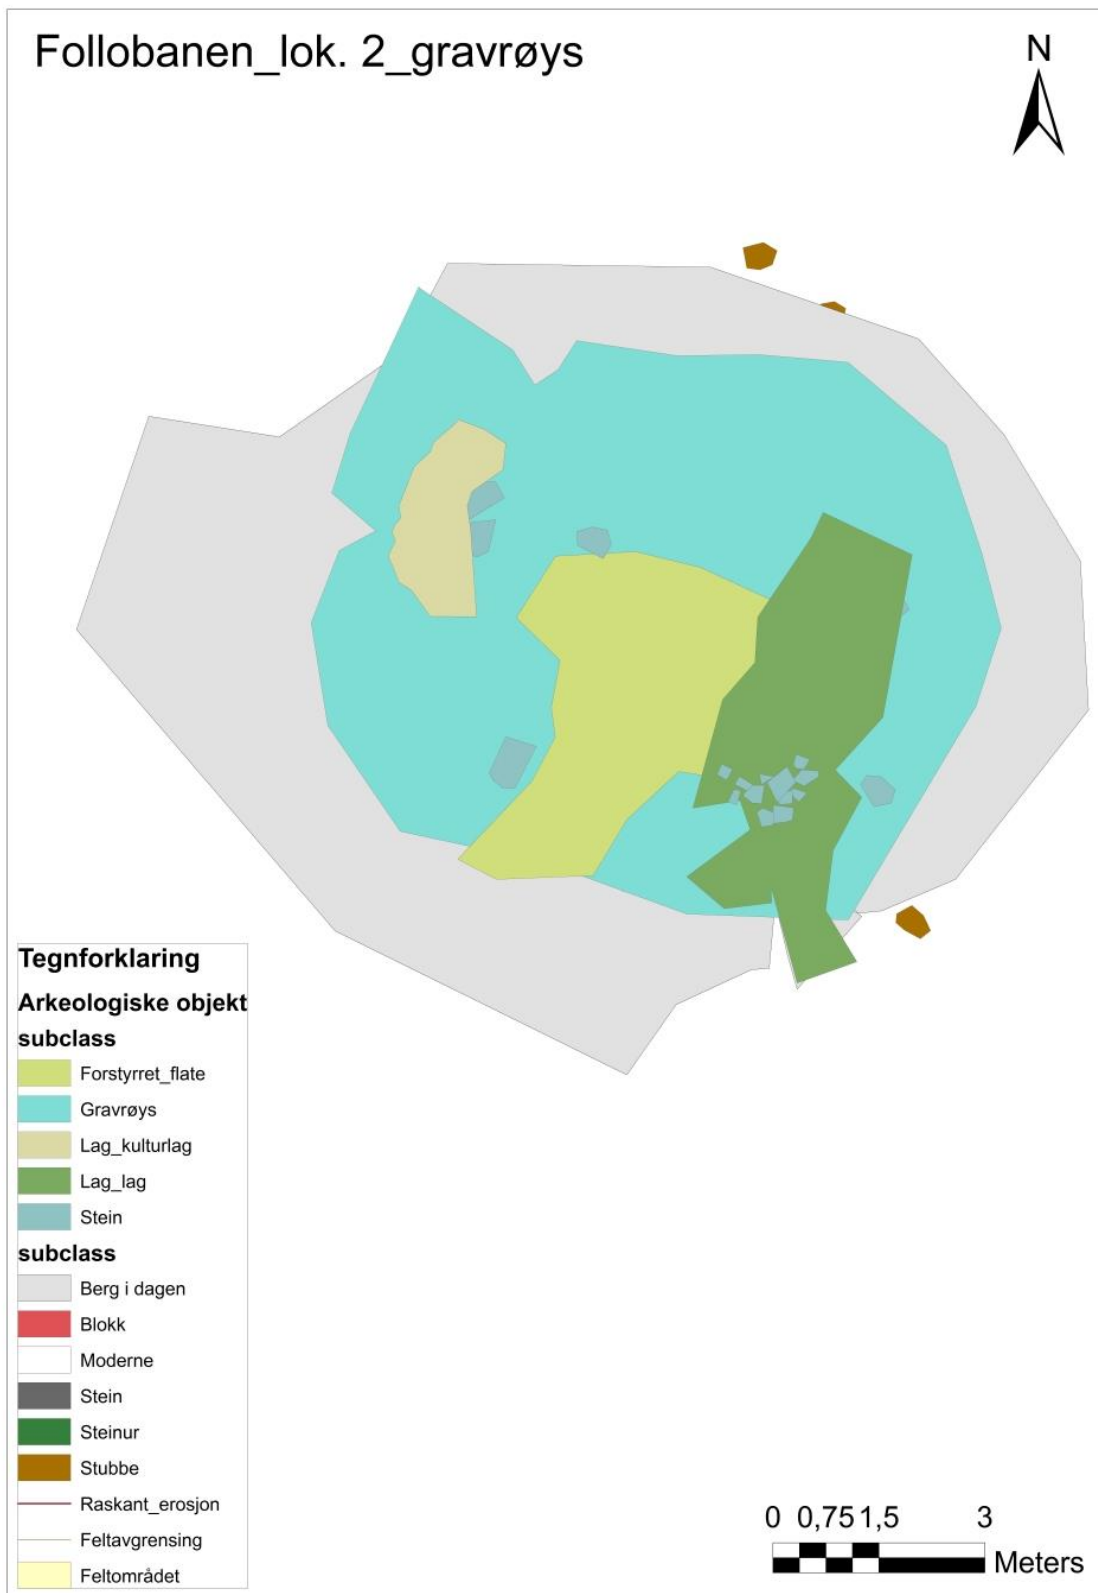 Follobanen_lok. 2_gravrøys
N
Tegnforklaring
Arkeologiske objekt
subclass
Forstyrret_flate
Gravrøys
Lag_kulturlag
Lag_lag
Stein
subclass
Berg i dagen
Blokk
Moderne
Stein
Steinur
Stubbe
Raskant_erosjon
Feltavgrensing
Feltområdet
0 0,75 1,5 3
Meters